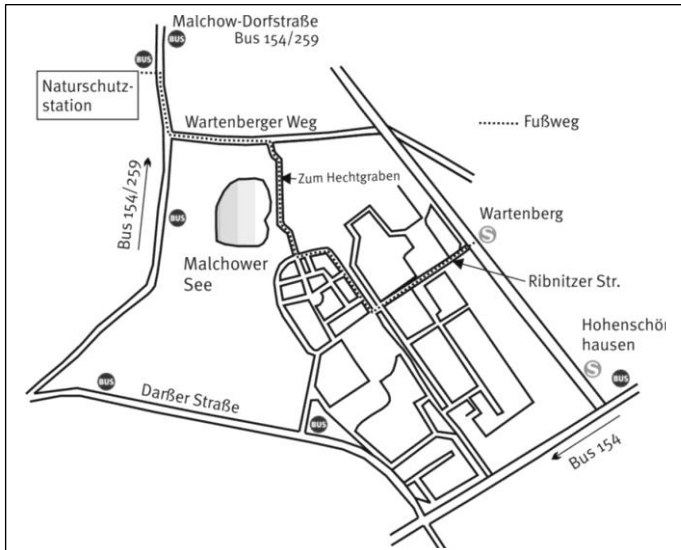 Malchow-Dorfstraße
Bus 154/259
BUS
BUS
Naturschutz-
station
Wartenberger Weg
Fußweg
Zum Hechtgraben
Bus 154/259
BUS
Malchower
See
Wartenberg
S
Ribnitzer Str.
Hohenschön
hausen
S
BUS
BUS
Darßer Straße
BUS
Bus 154